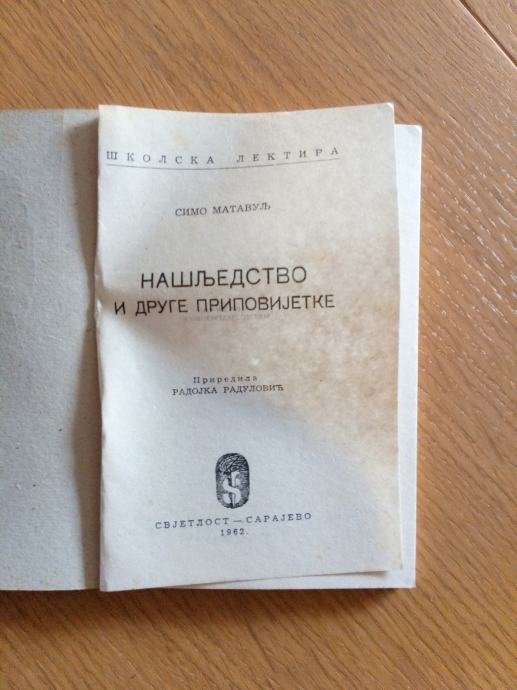 ШКОЛСКА ЛЕКТИРА
СИМО МАТАВУЉ
НАШЉЕДСТВО
И ДРУГЕ ПРИПОВИЈЕТКЕ
Приредила
РАДОЈКА РАДУЛОВИЋ
S
СВЈЕТЛОСТ — САРАЈЕВО
1962.